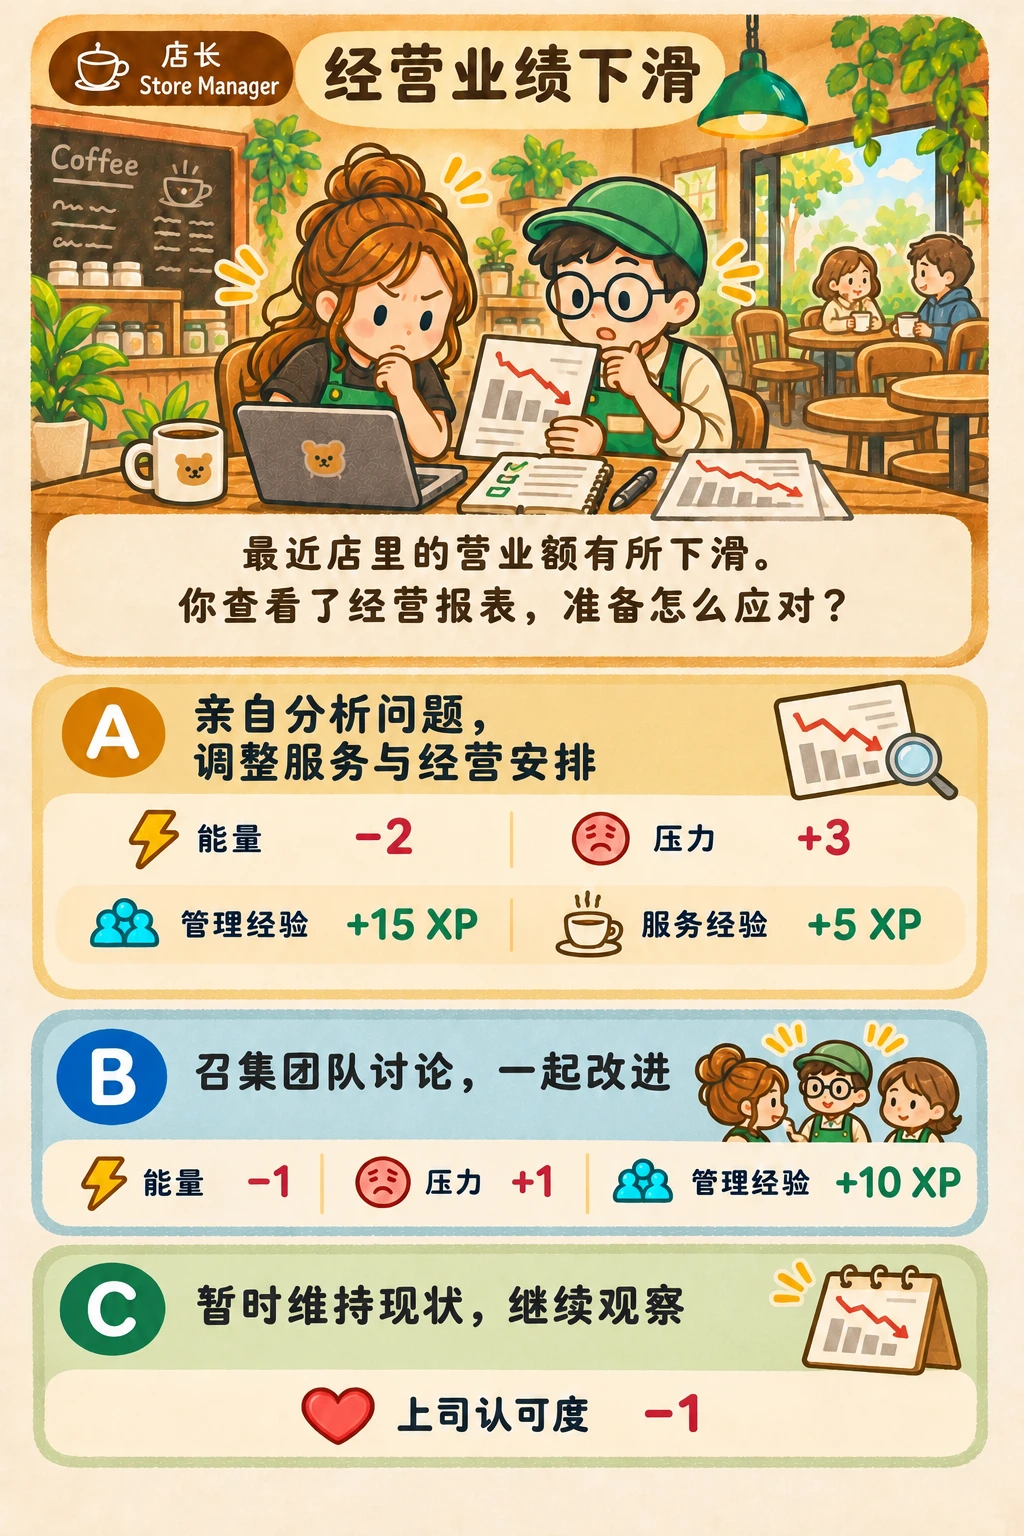 店长
Store Manager
经营业绩下滑
Coffee
最近店里的营业额有所下滑。
你查看了经营报表，准备怎么应对？
A
亲自分析问题，
调整服务与经营安排
能量 -2
压力 +3
管理经验 +15 XP
服务经验 +5 XP
B
召集团队讨论，一起改进
能量 -1
压力 +1
管理经验 +10 XP
C
暂时维持现状，继续观察
上司认可度 -1